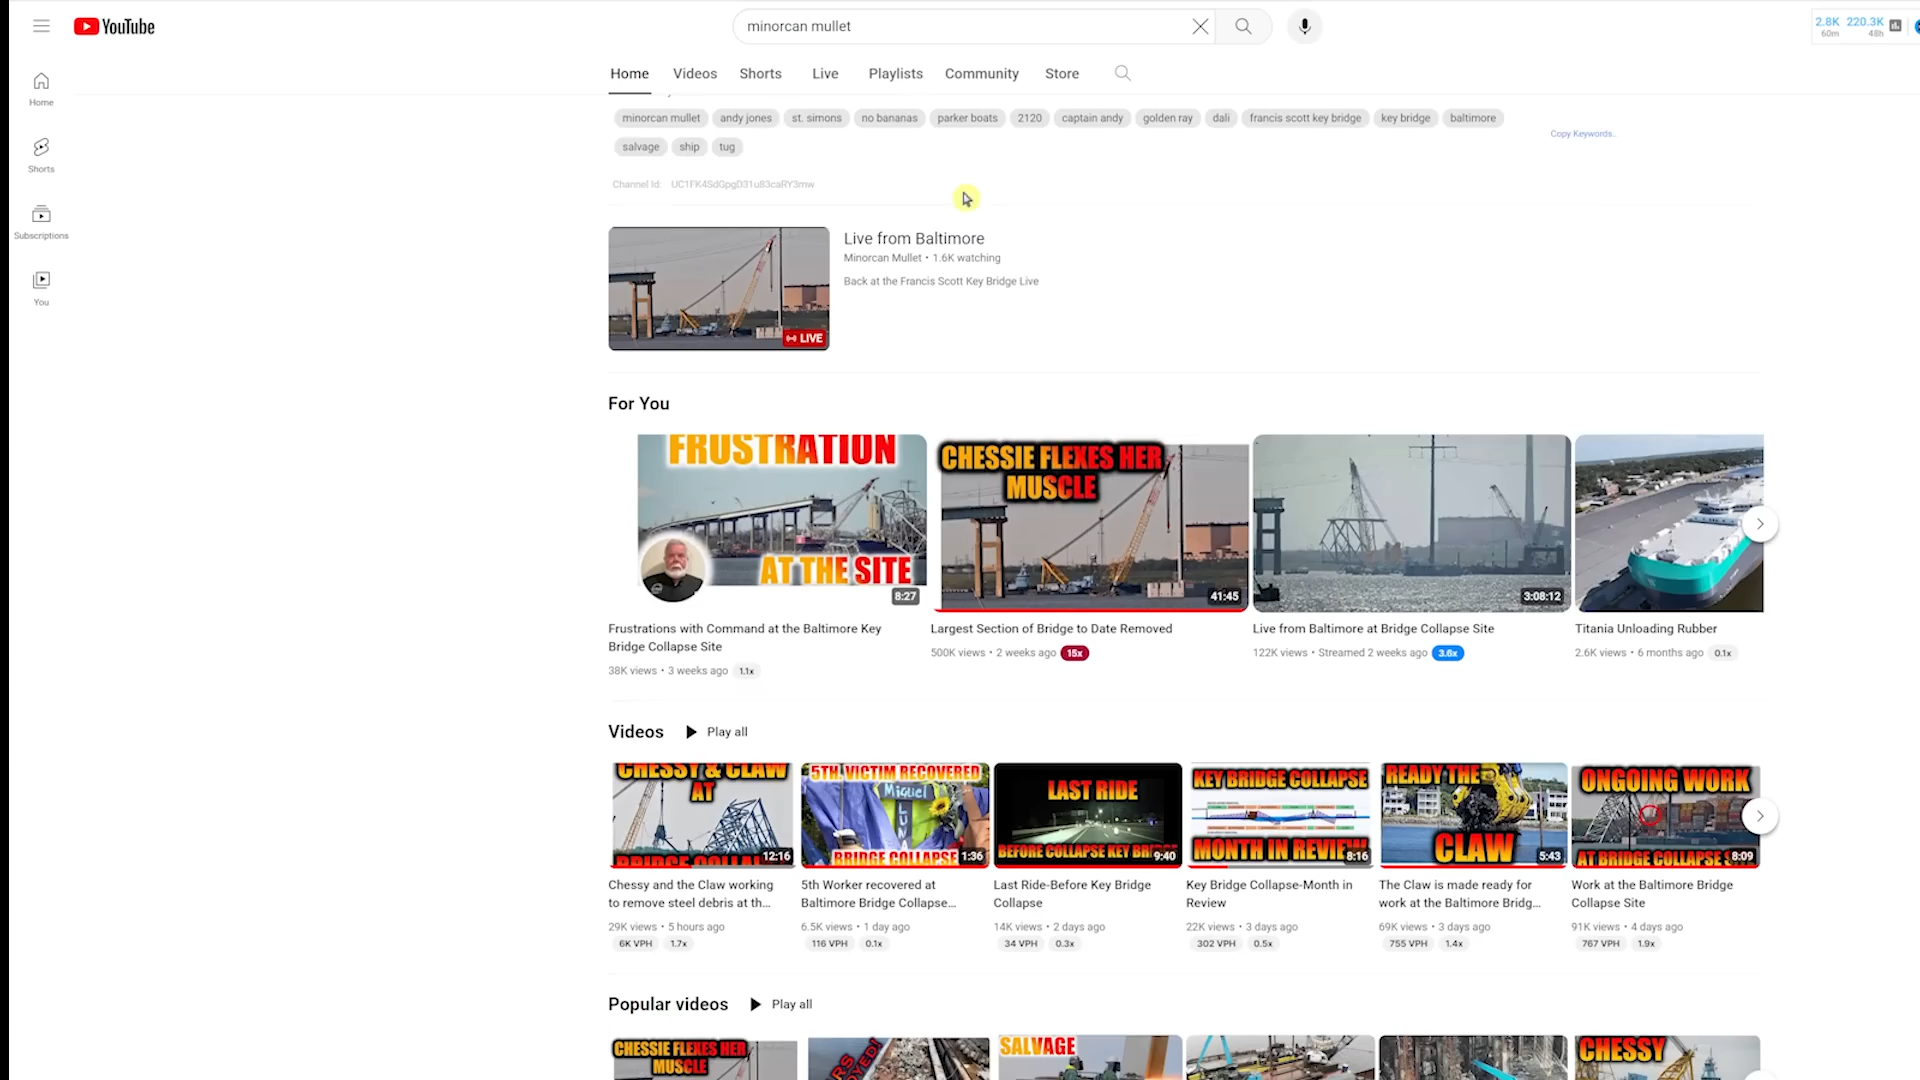 YouTube
minorcan mullet
2.8K 220.3K
60m 48h
Home
Shorts
Subscriptions
You
Home Videos Shorts Live Playlists Community Store
minorcan mullet andy jones st. simons no bananas parker boats 2120 captain andy golden ray dali francis scott key bridge key bridge baltimore
salvage ship tug
Copy Keywords..
Channel Id: UC1FK4SdGpgD31u83caRY3mw
LIVE
Live from Baltimore
Minorcan Mullet • 1.6K watching
Back at the Francis Scott Key Bridge Live
For You
FRUSTRATION
AT THE SITE
8:27
CHESSIE FLEXES HER
MUSCLE
41:45
3:08:12
Frustrations with Command at the Baltimore Key
Bridge Collapse Site
38K views • 3 weeks ago 1.1x
Largest Section of Bridge to Date Removed
500K views • 2 weeks ago 15x
Live from Baltimore at Bridge Collapse Site
122K views • Streamed 2 weeks ago 3.6x
Titania Unloading Rubber
2.6K views • 6 months ago 0.1x
Videos Play all
CHESSY & CLAW
AT
12:16
5TH VICTIM RECOVERED
Miguel
BRIDGE COLLAPSE
1:36
LAST RIDE
BEFORE COLLAPSE KEY
9:40
KEY BRIDGE COLLAPSE
MONTH IN REVIEW
8:16
READY THE
CLAW
5:43
ONGOING WORK
AT BRIDGE COLLAPSE
8:09
Chessy and the Claw working
to remove steel debris at th...
29K views • 5 hours ago
6K VPH 1.7x
5th Worker recovered at
Baltimore Bridge Collapse...
6.5K views • 1 day ago
116 VPH 0.1x
Last Ride-Before Key Bridge
Collapse
14K views • 2 days ago
34 VPH 0.3x
Key Bridge Collapse-Month in
Review
22K views • 3 days ago
302 VPH 0.5x
The Claw is made ready for
work at the Baltimore Bridg...
69K views • 3 days ago
755 VPH 1.4x
Work at the Baltimore Bridge
Collapse Site
91K views • 4 days ago
767 VPH 1.9x
Popular videos Play all
CHESSIE FLEXES HER
MUSCLE
SALVAGE
CHESSY